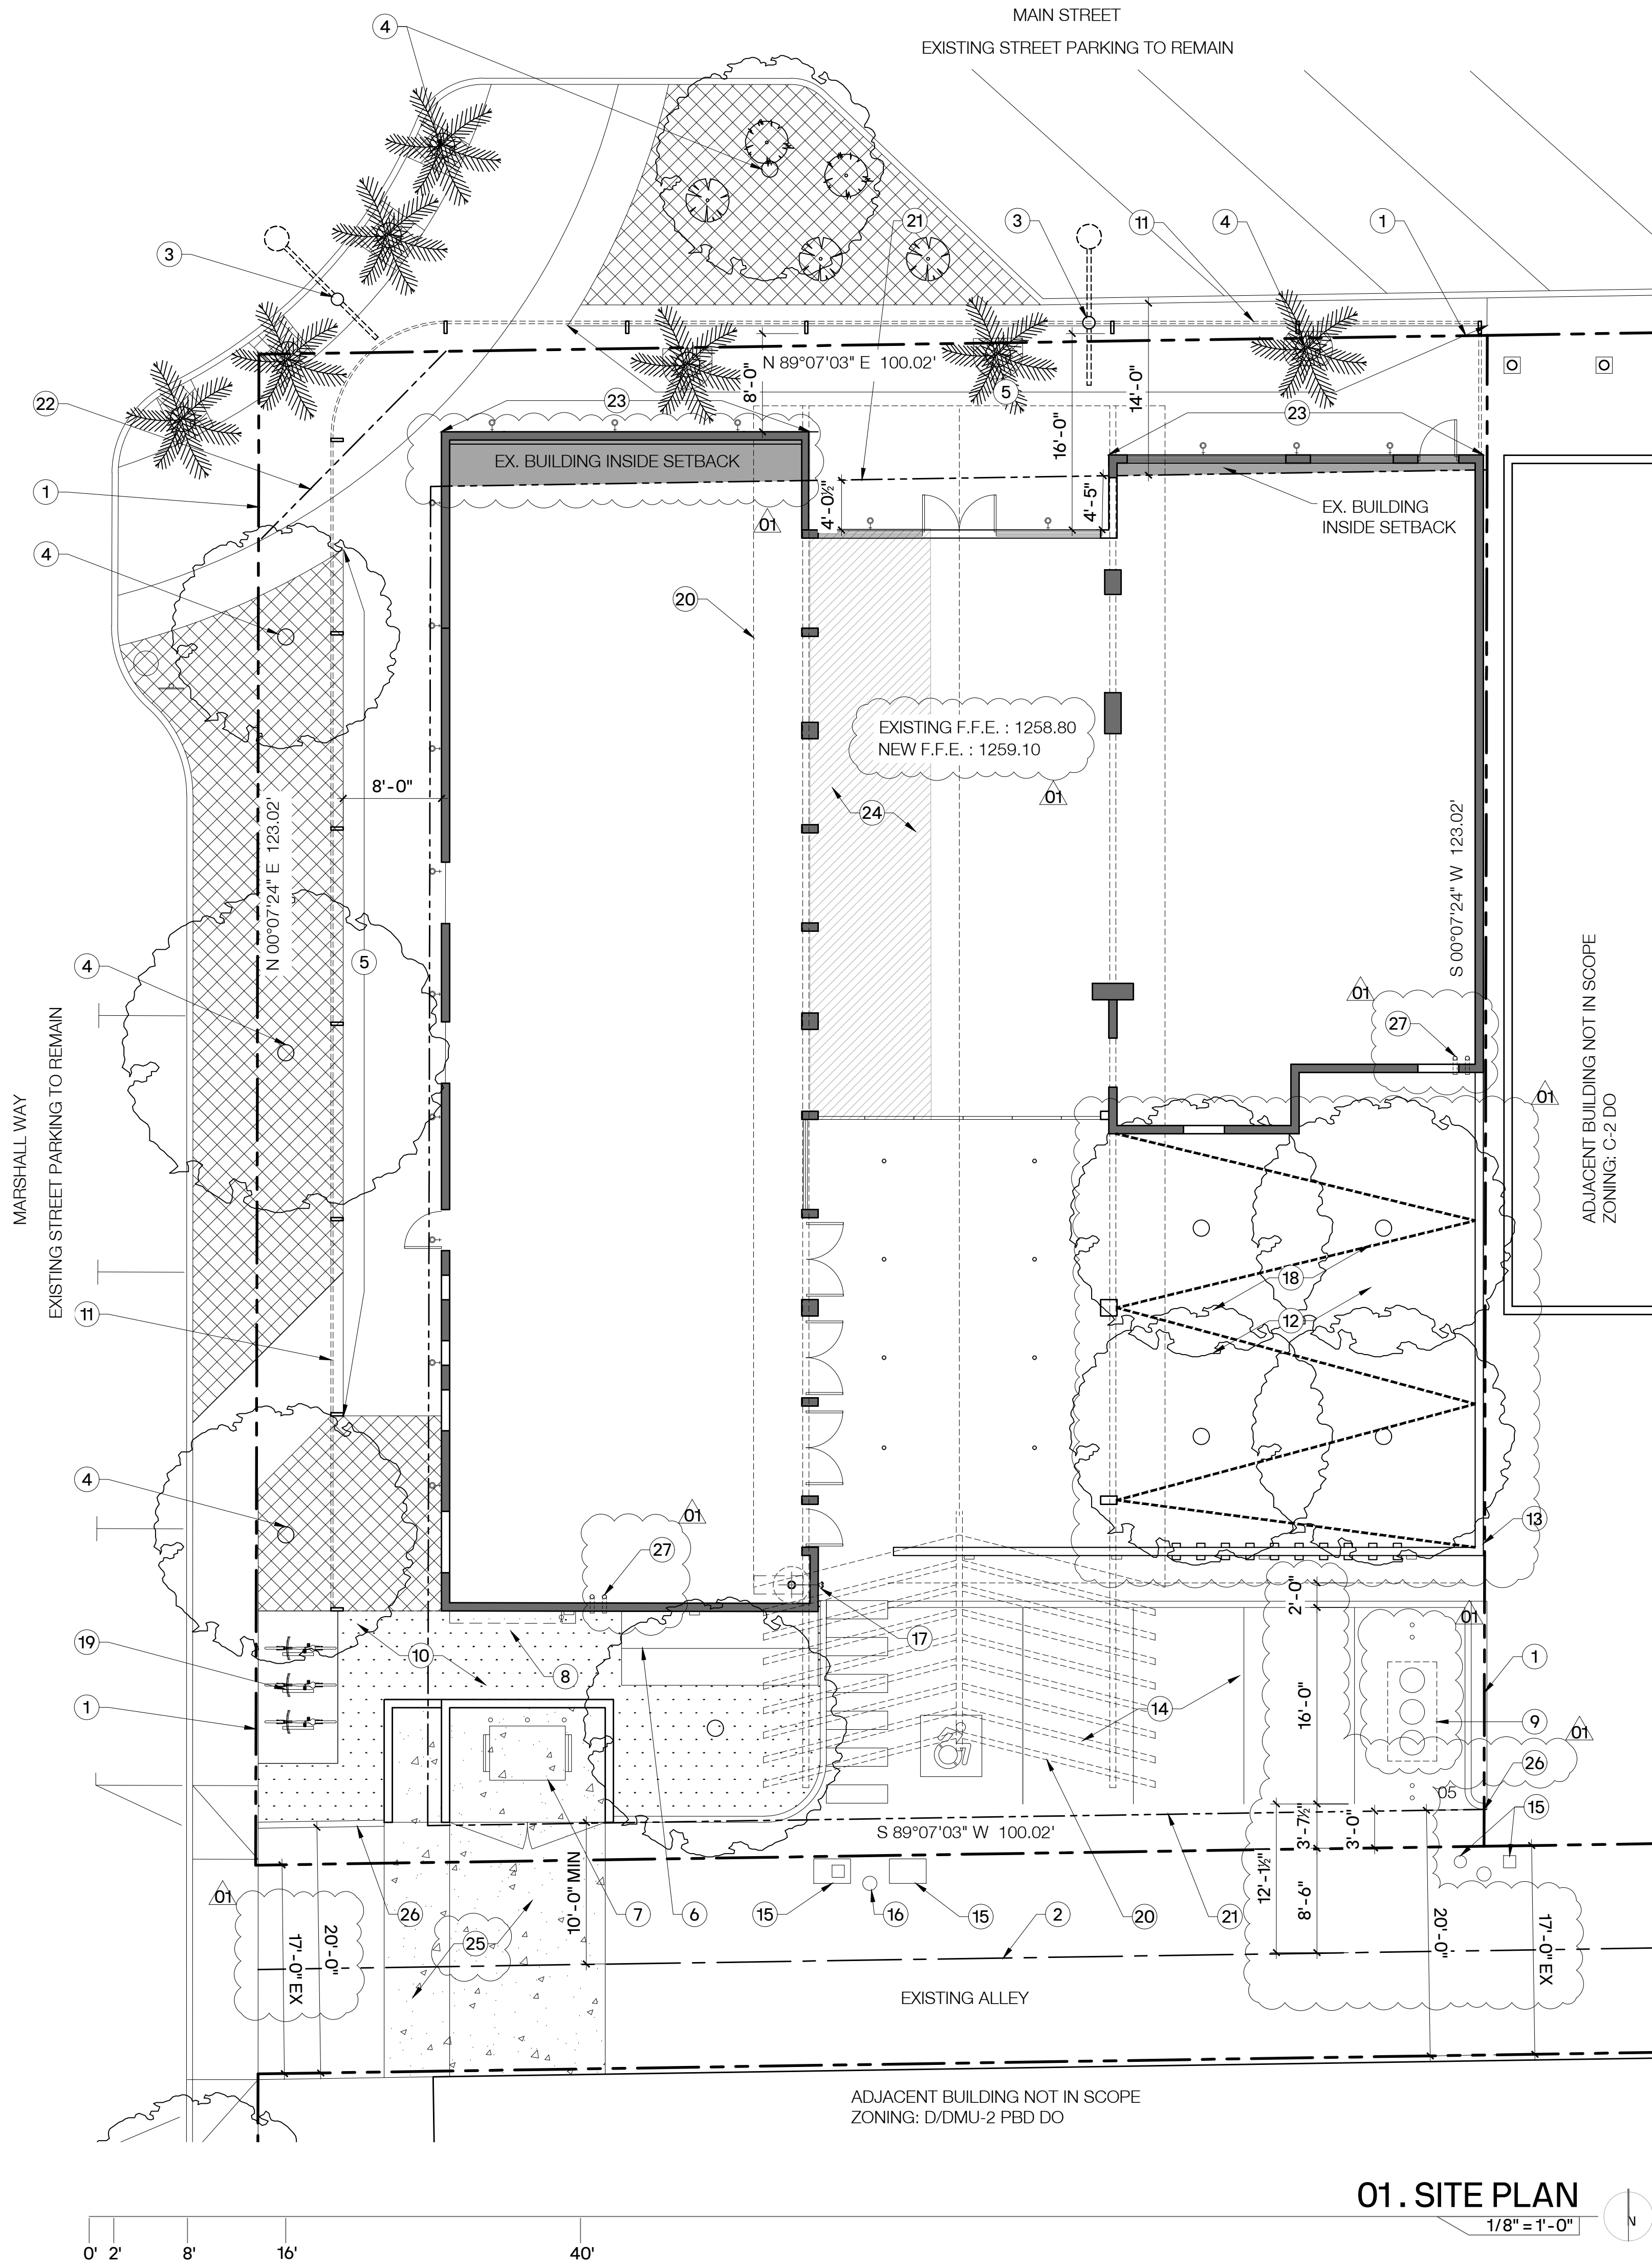 MAIN STREET
EXISTING STREET PARKING TO REMAIN
4
21
3
11
4
1
3
N 89°07'03" E 100.02'
8'-0"
5
16'-0"
14'-0"
22
23
23
EX. BUILDING INSIDE SETBACK
1
4'-0½"
4'-5"
EX. BUILDING
INSIDE SETBACK
01
4
20
EXISTING F.F.E. : 1258.80
NEW F.F.E. : 1259.10
01
8'-0"
24
N 00°07'24" E 123.02'
S 00°07'24" W 123.02'
5
4
01
27
ADJACENT BUILDING NOT IN SCOPE
ZONING: C-2 DO
MARSHALL WAY
EXISTING STREET PARKING TO REMAIN
01
18
11
12
4
01
27
13
2'-0"
01
19
10
8
17
1
1
14
16'-0"
9
01
26
05
15
S 89°07'03" W 100.02'
3'-7½"
3'-0"
12'-1½"
8'-6"
01
26
10'-0" MIN
7
6
15
16
15
2
20
21
20'-0"
17'-0" EX
17'-0" EX
20'-0"
25
EXISTING ALLEY
ADJACENT BUILDING NOT IN SCOPE
ZONING: D/DMU-2 PBD DO
01. SITE PLAN
1/8" = 1'-0"
N
0' 2' 8' 16' 40'